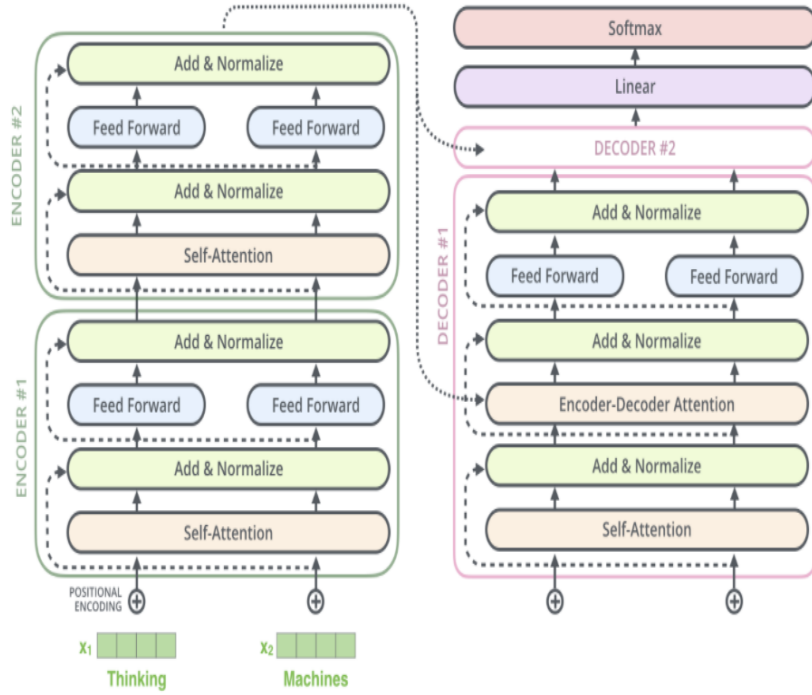 ENCODER #2
Add & Normalize
Feed Forward Feed Forward
Add & Normalize
Self-Attention
ENCODER #1
Add & Normalize
Feed Forward Feed Forward
Add & Normalize
Self-Attention
POSITIONAL
ENCODING
x1 x2
Thinking Machines
Softmax
Linear
DECODER #2
DECODER #1
Add & Normalize
Feed Forward Feed Forward
Add & Normalize
Encoder-Decoder Attention
Add & Normalize
Self-Attention